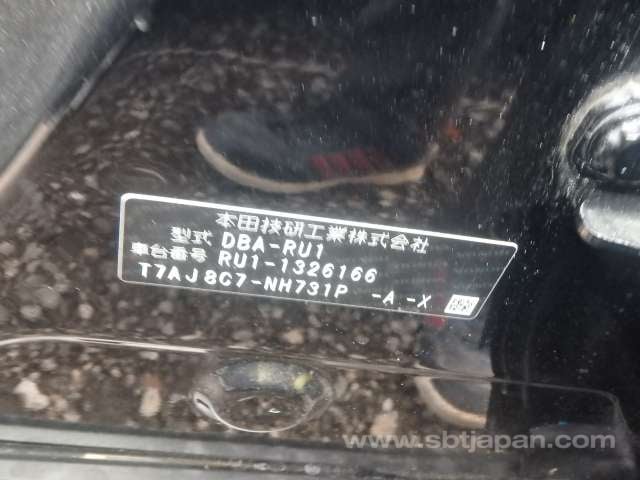 本田技研工業株式会社
型式 DBA-RU1
車台番号 RU1-1326166
T7AJ8C7-NH731P -A -X
www.sbtjapan.com